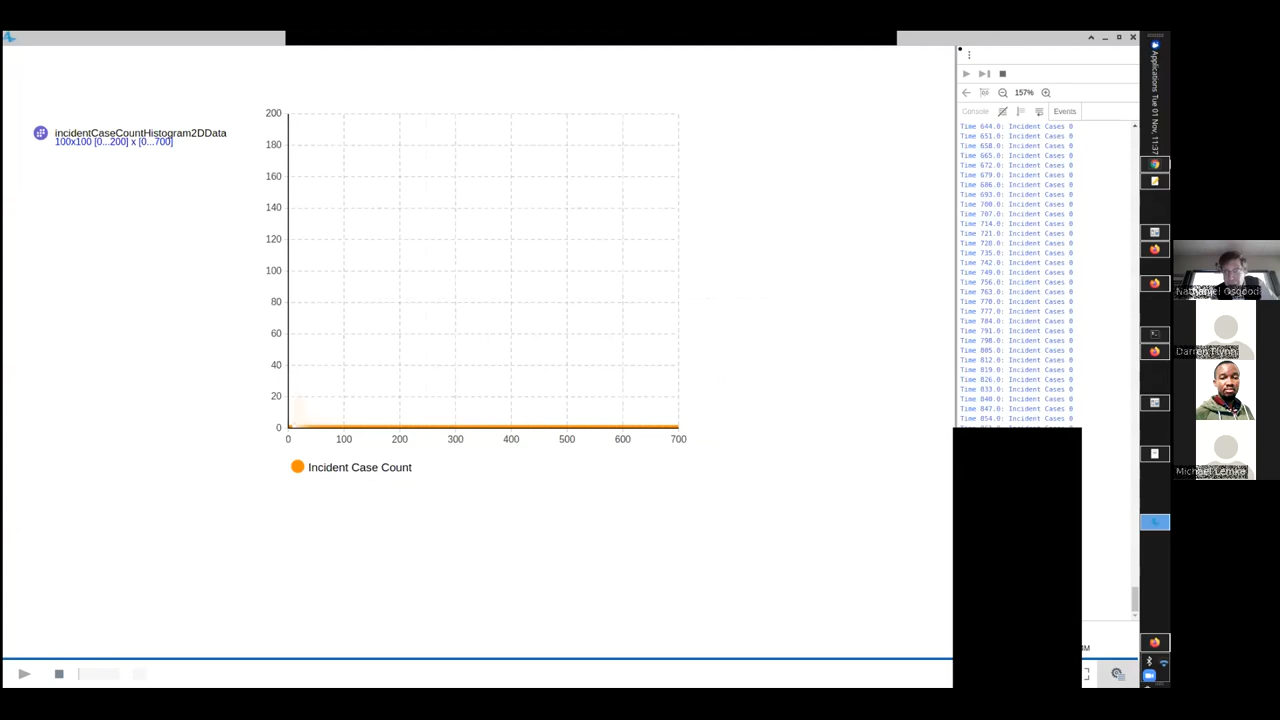 incidentCaseCountHistogram2DData
100x100 [0...200] x [0...700]
200
180
160
140
120
100
80
60
40
20
0
0 100 200 300 400 500 600 700
Incident Case Count
157%
Console Events
Time 644.0: Incident Cases 0
Time 651.0: Incident Cases 0
Time 658.0: Incident Cases 0
Time 665.0: Incident Cases 0
Time 672.0: Incident Cases 0
Time 679.0: Incident Cases 0
Time 686.0: Incident Cases 0
Time 693.0: Incident Cases 0
Time 700.0: Incident Cases 0
Time 707.0: Incident Cases 0
Time 714.0: Incident Cases 0
Time 721.0: Incident Cases 0
Time 728.0: Incident Cases 0
Time 735.0: Incident Cases 0
Time 742.0: Incident Cases 0
Time 749.0: Incident Cases 0
Time 756.0: Incident Cases 0
Time 763.0: Incident Cases 0
Time 770.0: Incident Cases 0
Time 777.0: Incident Cases 0
Time 784.0: Incident Cases 0
Time 791.0: Incident Cases 0
Time 798.0: Incident Cases 0
Time 805.0: Incident Cases 0
Time 812.0: Incident Cases 0
Time 819.0: Incident Cases 0
Time 826.0: Incident Cases 0
Time 833.0: Incident Cases 0
Time 840.0: Incident Cases 0
Time 847.0: Incident Cases 0
Time 854.0: Incident Cases 0
Applications Tue 01 Nov, 11:37
Nathaniel Osgood
Darren Flynn
Michael Lemke